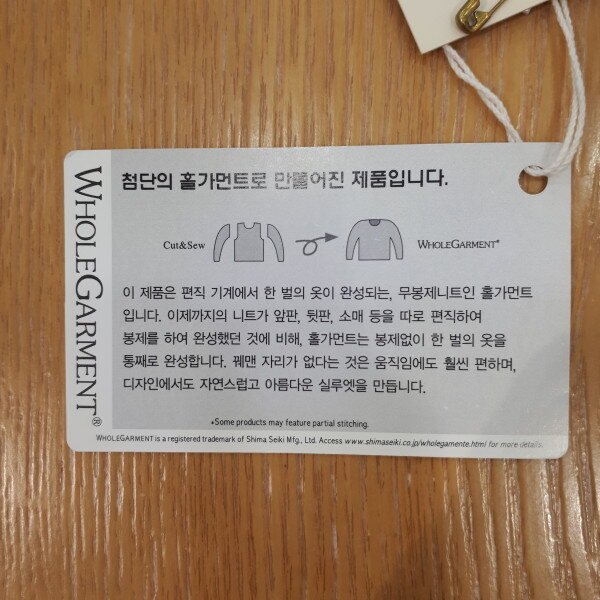 WHOLEGARMENT®
첨단의 홀가먼트로 만들어진 제품입니다.
Cut&Sew
WHOLEGARMENT®
이 제품은 편직 기계에서 한 벌의 옷이 완성되는, 무봉제니트인 홀가먼트
입니다. 이제까지의 니트가 앞판, 뒷판, 소매 등을 따로 편직하여
봉제를 하여 완성했던 것에 비해, 홀가먼트는 봉제없이 한 벌의 옷을
통째로 완성합니다. 꿰맨 자리가 없다는 것은 움직임에도 훨씬 편하며,
디자인에서도 자연스럽고 아름다운 실루엣을 만듭니다.
*Some products may feature partial stitching.
WHOLEGARMENT is a registered trademark of Shima Seiki Mfg., Ltd. Access www.shimaseiki.co.jp/wholegamente.html for more details.